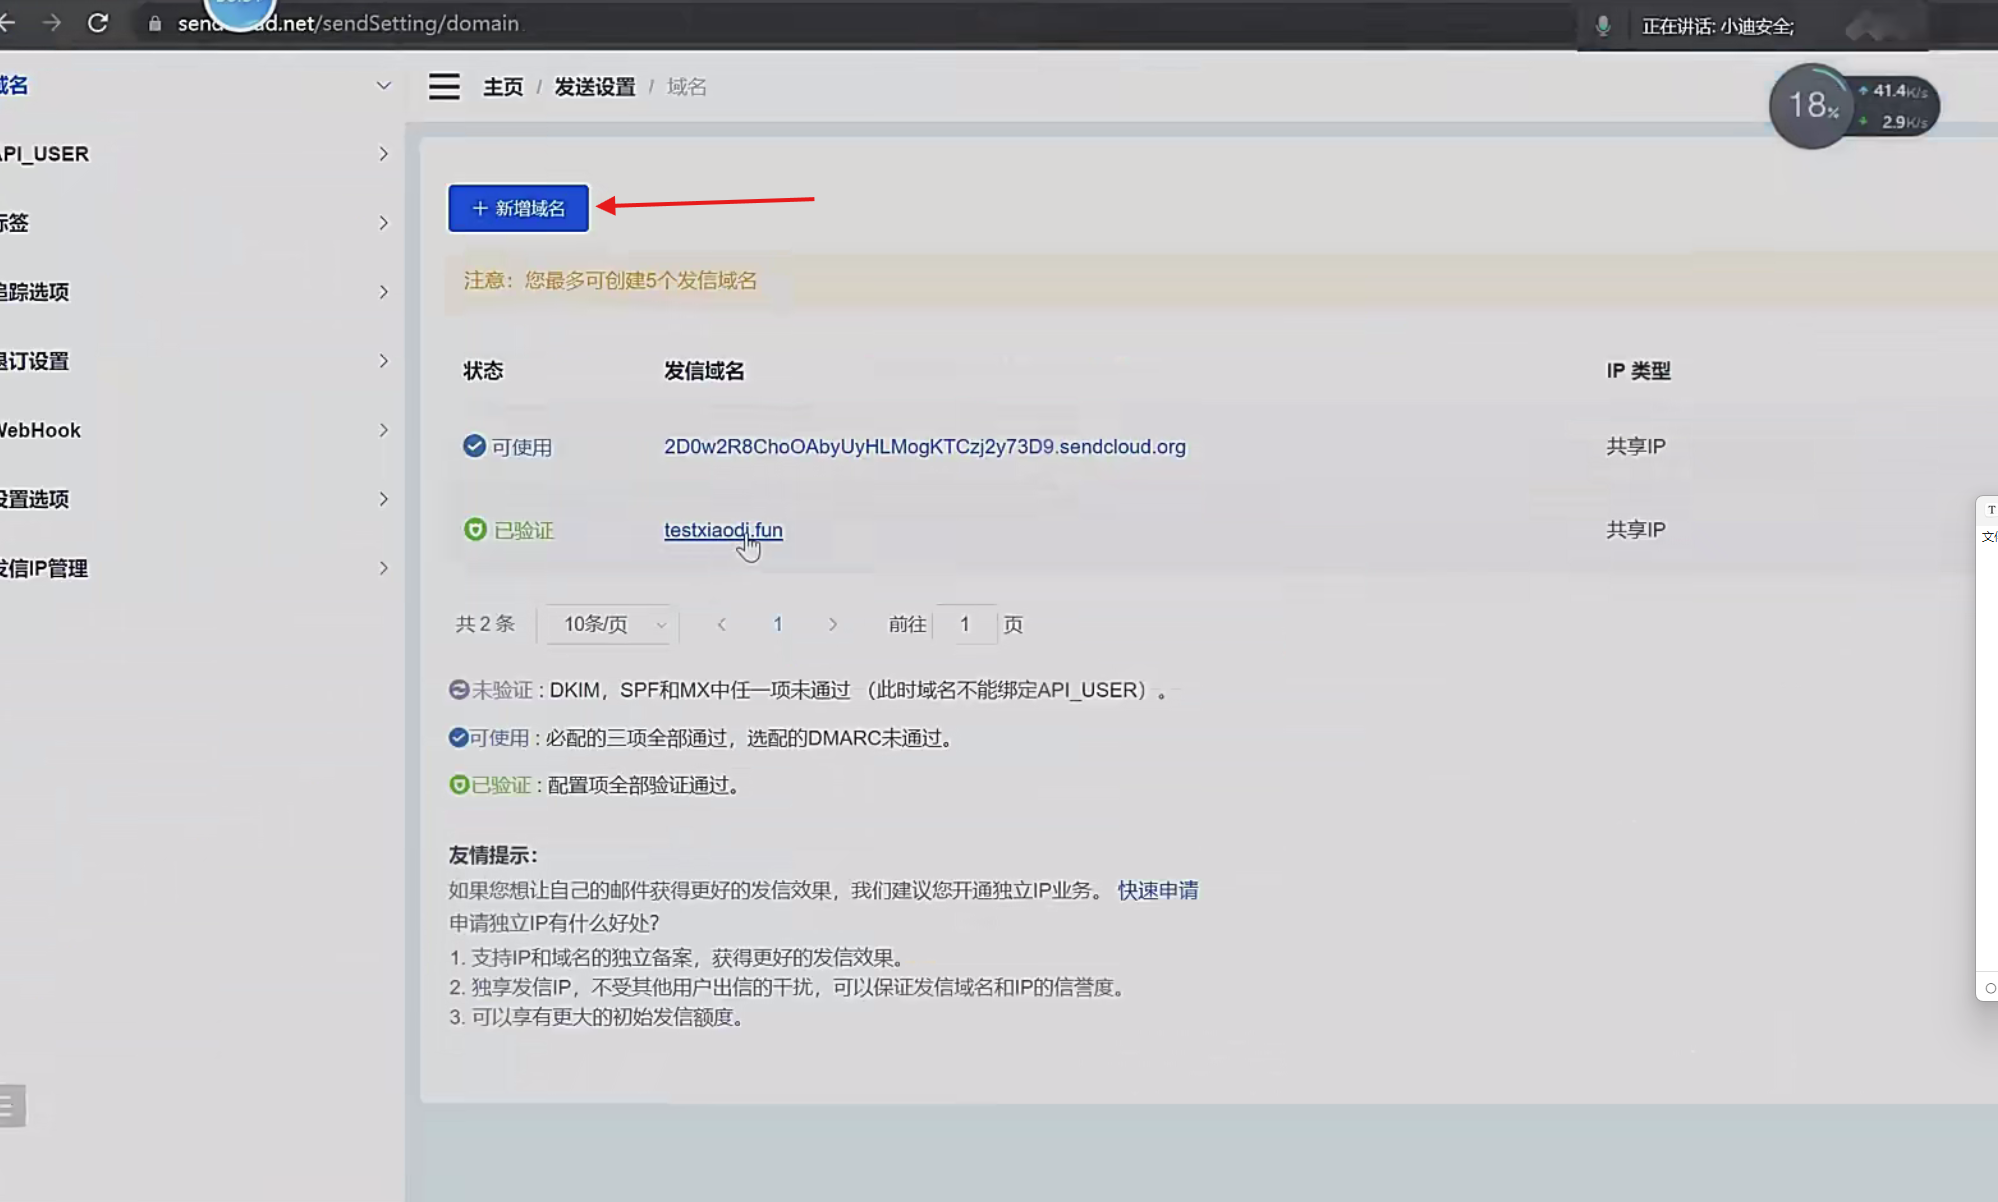 /sendSetting/domain
正在讲话: 小迪安全;
域名
主页 / 发送设置 / 域名
18%
41.4K/s
2.9K/s
API_USER
标签
追踪选项
退订设置
WebHook
设置选项
发信IP管理
+ 新增域名
注意：您最多可创建5个发信域名
状态 发信域名 IP 类型
可使用 2D0w2R8ChoOAbyUyHLMogKTCzj2y73D9.sendcloud.org 共享IP
已验证 testxiaodi.fun 共享IP
共 2 条 10条/页 < 1 > 前往 1 页
未验证 : DKIM，SPF和MX中任一项未通过 （此时域名不能绑定API_USER）。
可使用 : 必配的三项全部通过，选配的DMARC未通过。
已验证 : 配置项全部验证通过。
友情提示：
如果您想让自己的邮件获得更好的发信效果，我们建议您开通独立IP业务。 快速申请
申请独立IP有什么好处?
1. 支持IP和域名的独立备案，获得更好的发信效果。
2. 独享发信IP，不受其他用户出信的干扰，可以保证发信域名和IP的信誉度。
3. 可以享有更大的初始发信额度。